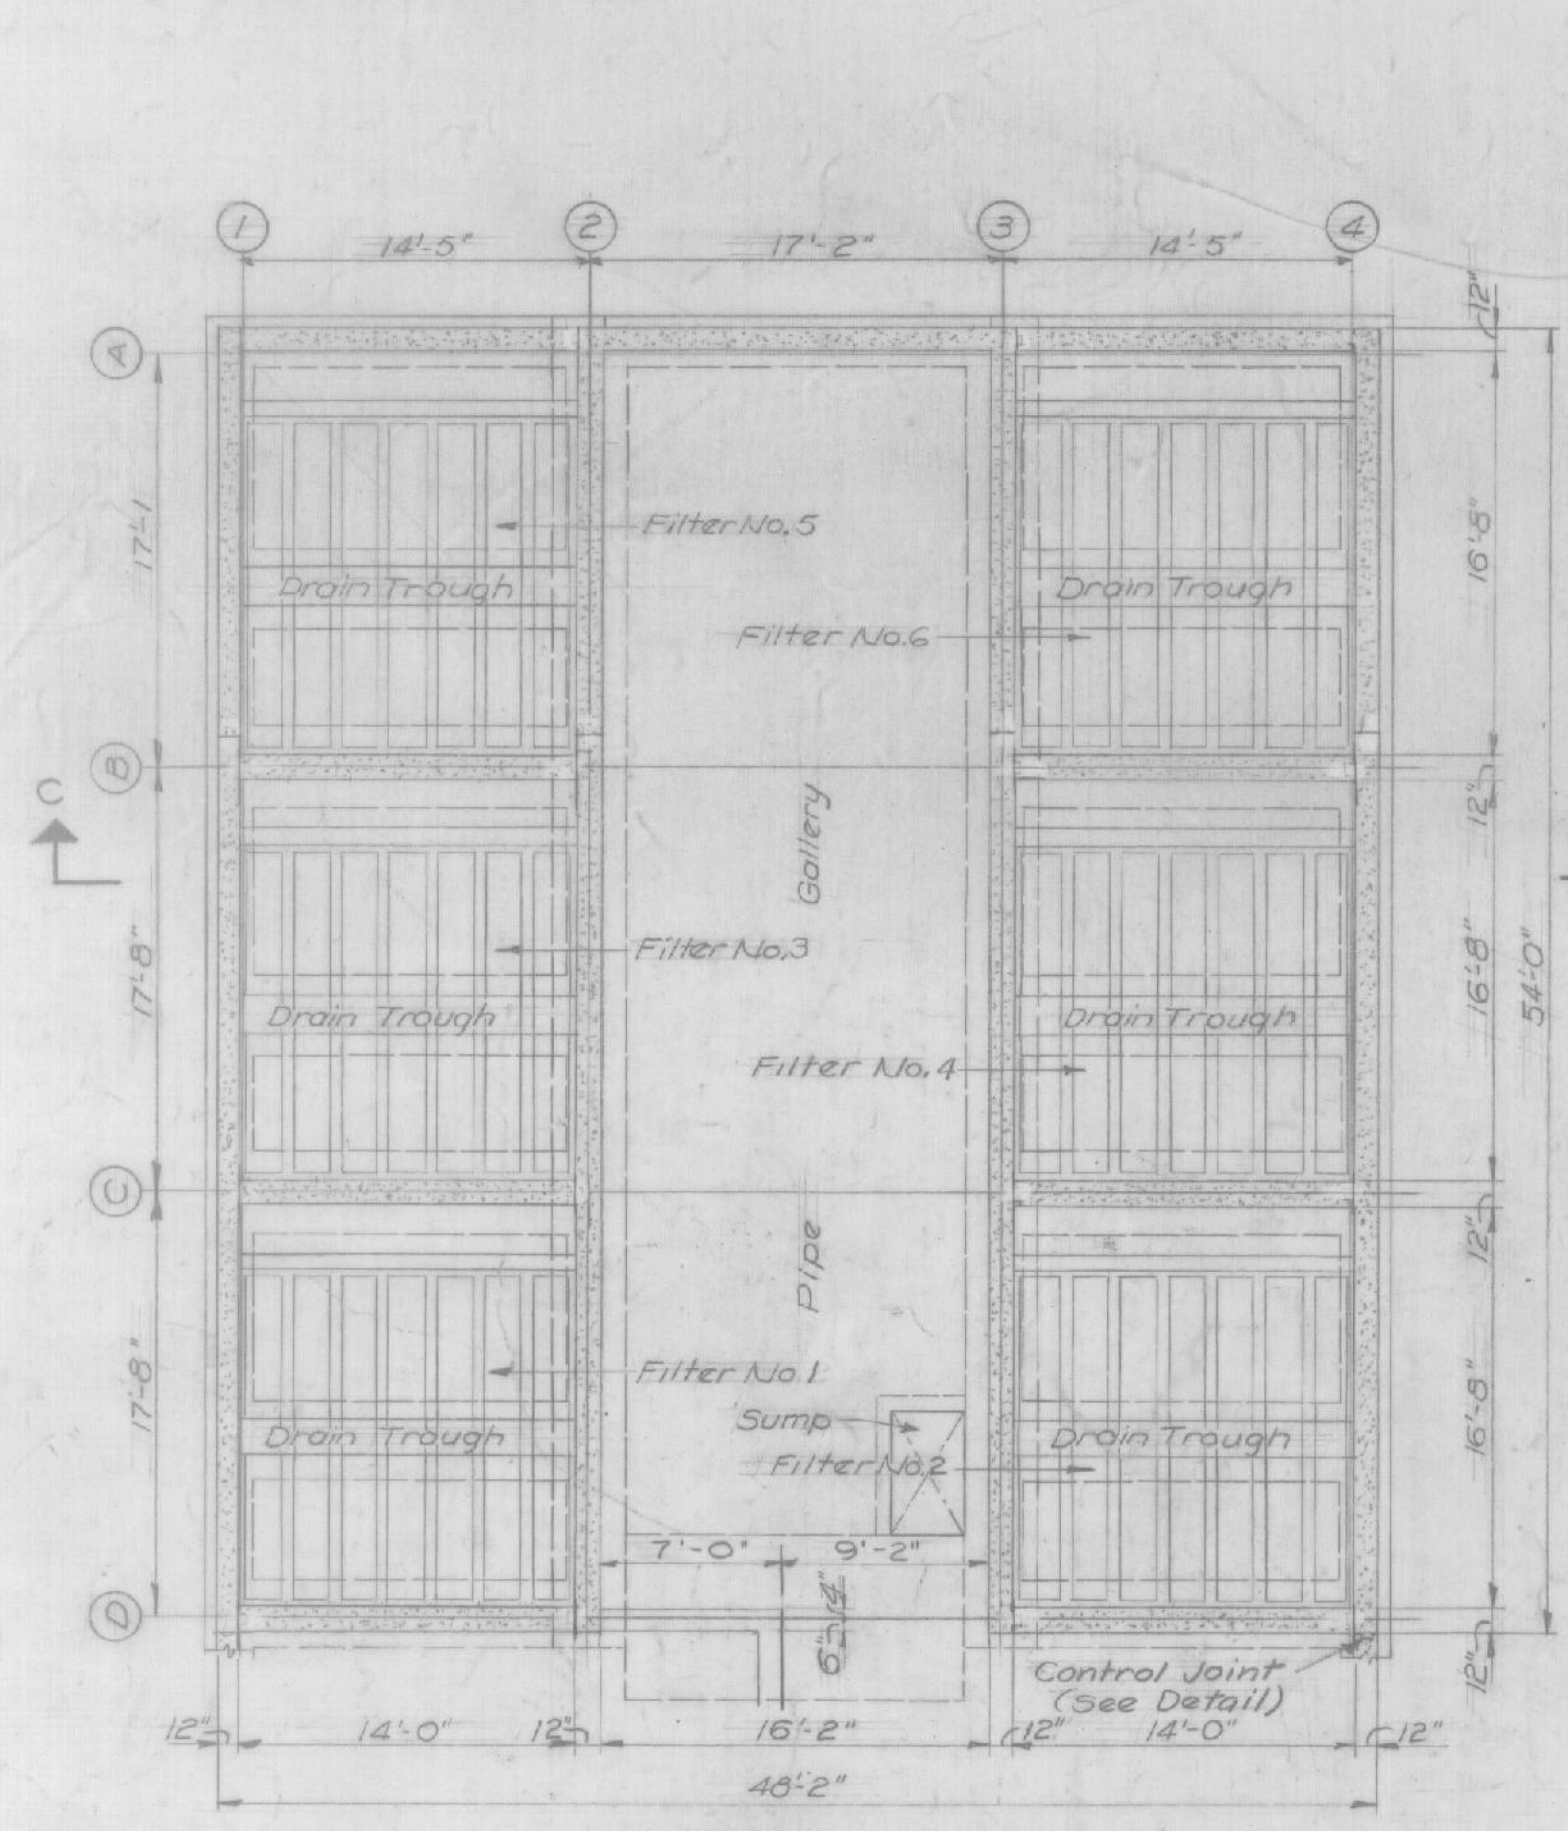 1 2 3 4
14'-5" 17'-2" 14'-5"
12"
A
17'-1
16'-8"
Filter No. 5
Drain Trough
Drain Trough
Filter No. 6
B
C
12"
Gallery
17'-8"
16'-8"
54'-0"
Filter No. 3
Drain Trough
Drain Trough
Filter No. 4
C
12"
Pipe
17'-8"
16'-8"
Filter No. 1
Sump
Drain Trough
Drain Trough
Filter No. 2
7'-0" 9'-2"
D
4"
6"
12"
Control Joint
(See Detail)
12" 14'-0" 12" 16'-2" 12" 14'-0" 12"
48'-2"